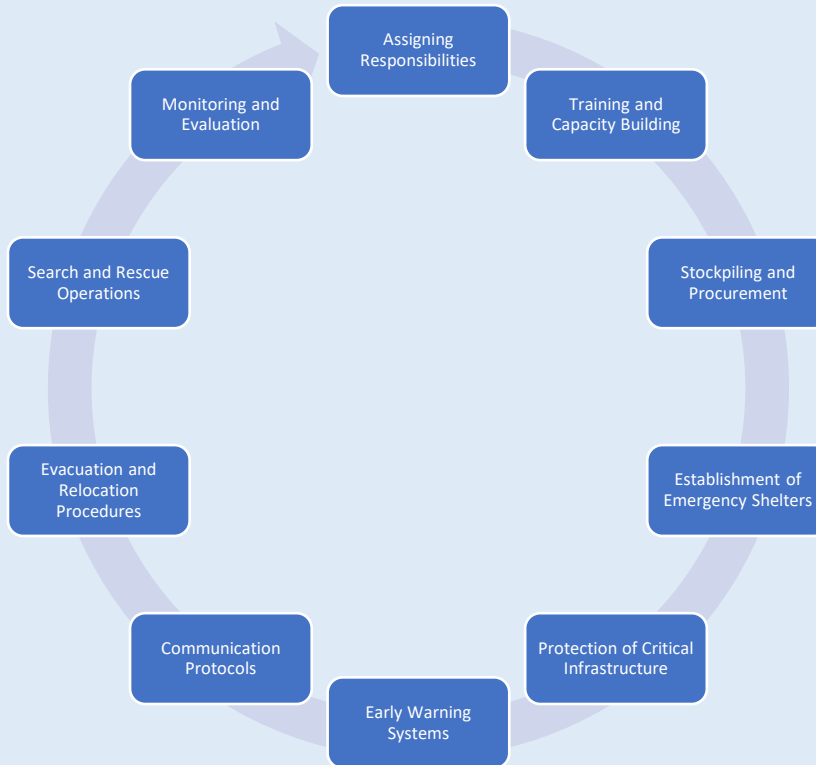 Assigning
Responsibilities
Training and
Capacity Building
Stockpiling and
Procurement
Establishment of
Emergency Shelters
Protection of Critical
Infrastructure
Early Warning
Systems
Communication
Protocols
Evacuation and
Relocation
Procedures
Search and Rescue
Operations
Monitoring and
Evaluation